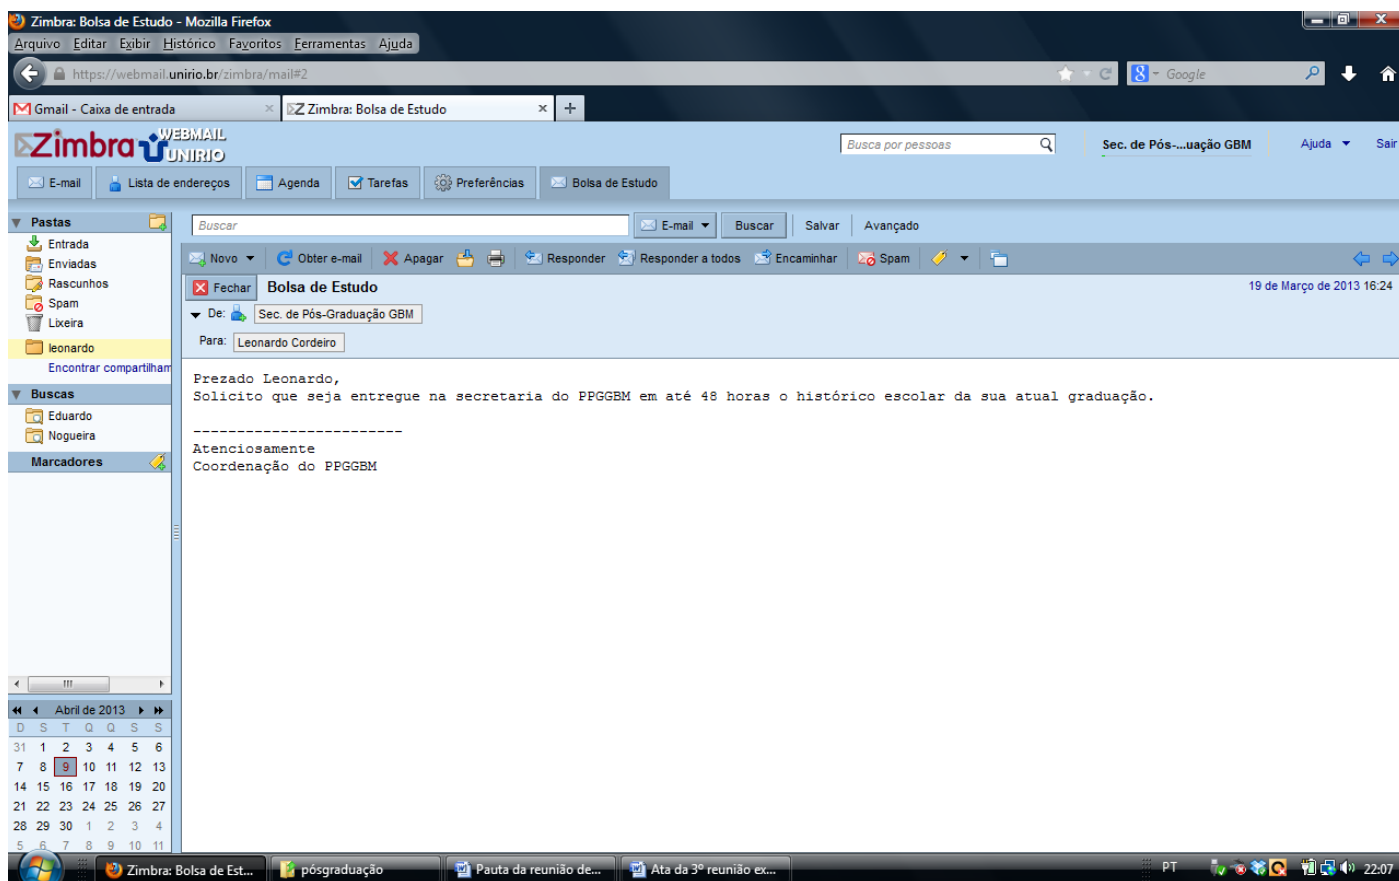 Zimbra: Bolsa de Estudo - Mozilla Firefox
Arquivo Editar Exibir Histórico Favoritos Ferramentas Ajuda
https://webmail.unirio.br/zimbra/mail#2
8 Google
Gmail - Caixa de entrada
Zimbra: Bolsa de Estudo
Zimbra WEBMAIL UNIRIO
Busca por pessoas
Sec. de Pós-...uação GBM Ajuda Sair
E-mail Lista de endereços Agenda Tarefas Preferências Bolsa de Estudo
Pastas
Entrada
Enviadas
Rascunhos
Spam
Lixeira
leonardo
Encontrar compartilham
Buscas
Eduardo
Nogueira
Marcadores
Buscar E-mail Buscar Salvar Avançado
Novo Obter e-mail Apagar Responder Responder a todos Encaminhar Spam
Fechar Bolsa de Estudo 19 de Março de 2013 16:24
De: Sec. de Pós-Graduação GBM
Para: Leonardo Cordeiro
Prezado Leonardo,
Solicito que seja entregue na secretaria do PPGGBM em até 48 horas o histórico escolar da sua atual graduação.
------------------------
Atenciosamente
Coordenação do PPGGBM
Abril de 2013
D S T Q Q S S
31 1 2 3 4 5 6
7 8 9 10 11 12 13
14 15 16 17 18 19 20
21 22 23 24 25 26 27
28 29 30 1 2 3 4
5 6 7 8 9 10 11
Zimbra: Bolsa de Est... pósgraduação Pauta da reunião de... Ata da 3º reunião ex... PT 22:07